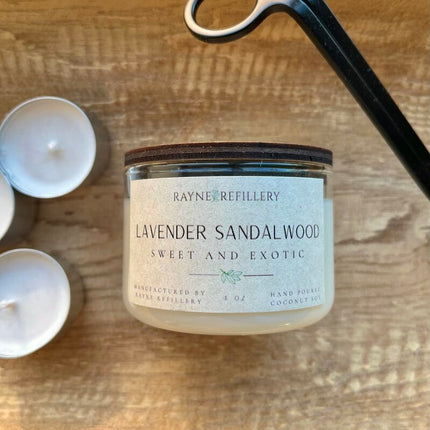 RAYNE REFILLERY
LAVENDER SANDALWOOD
SWEET AND EXOTIC
MANUFACTURED BY
RAYNE REFILLERY
8 OZ
HAND POURED
COCONUT SOY